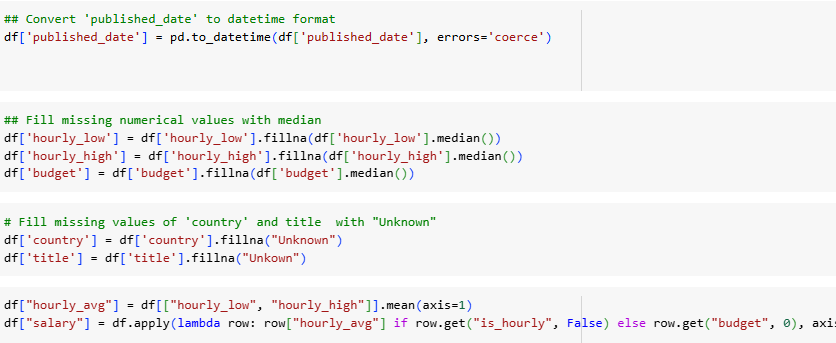 ## Convert 'published_date' to datetime format
df['published_date'] = pd.to_datetime(df['published_date'], errors='coerce')
## Fill missing numerical values with median
df['hourly_low'] = df['hourly_low'].fillna(df['hourly_low'].median())
df['hourly_high'] = df['hourly_high'].fillna(df['hourly_high'].median())
df['budget'] = df['budget'].fillna(df['budget'].median())
# Fill missing values of 'country' and title  with "Unknown"
df['country'] = df['country'].fillna("Unknown")
df['title'] = df['title'].fillna("Unkown")
df["hourly_avg"] = df[["hourly_low", "hourly_high"]].mean(axis=1)
df["salary"] = df.apply(lambda row: row["hourly_avg"] if row.get("is_hourly", False) else row.get("budget", 0), axi